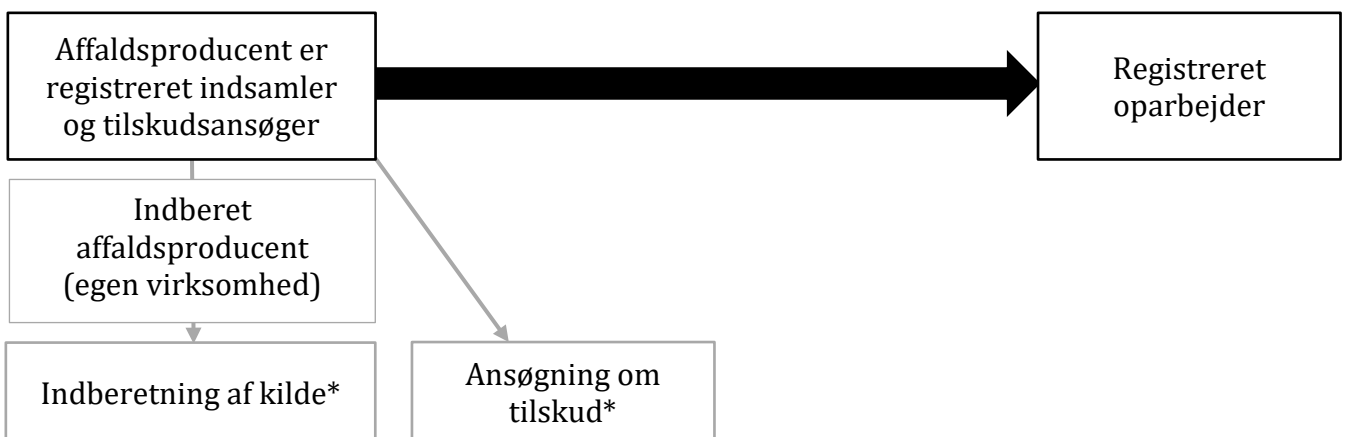 Affaldsproducent er
registreret indsamler
og tilskudsansøger
Registreret
oparbejder
Indberet
affaldsproducent
(egen virksomhed)
Indberetning af kilde*
Ansøgning om
tilskud*